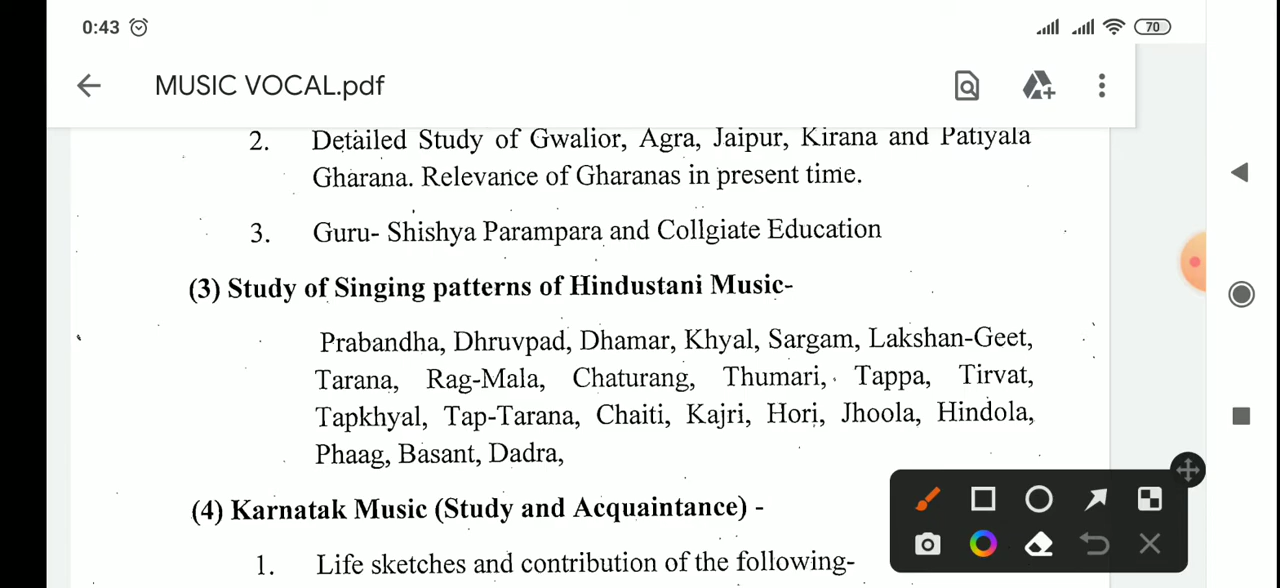 0:43
70
MUSIC VOCAL.pdf
2. Detailed Study of Gwalior, Agra, Jaipur, Kirana and Patiyala
Gharana. Relevance of Gharanas in present time.
3. Guru- Shishya Parampara and Collgiate Education
(3) Study of Singing patterns of Hindustani Music-
Prabandha, Dhruvpad, Dhamar, Khyal, Sargam, Lakshan-Geet,
Tarana, Rag-Mala, Chaturang, Thumari, Tappa, Tirvat,
Tapkhyal, Tap-Tarana, Chaiti, Kajri, Hori, Jhoola, Hindola,
Phaag, Basant, Dadra,
(4) Karnatak Music (Study and Acquaintance) -
1. Life sketches and contribution of the following-